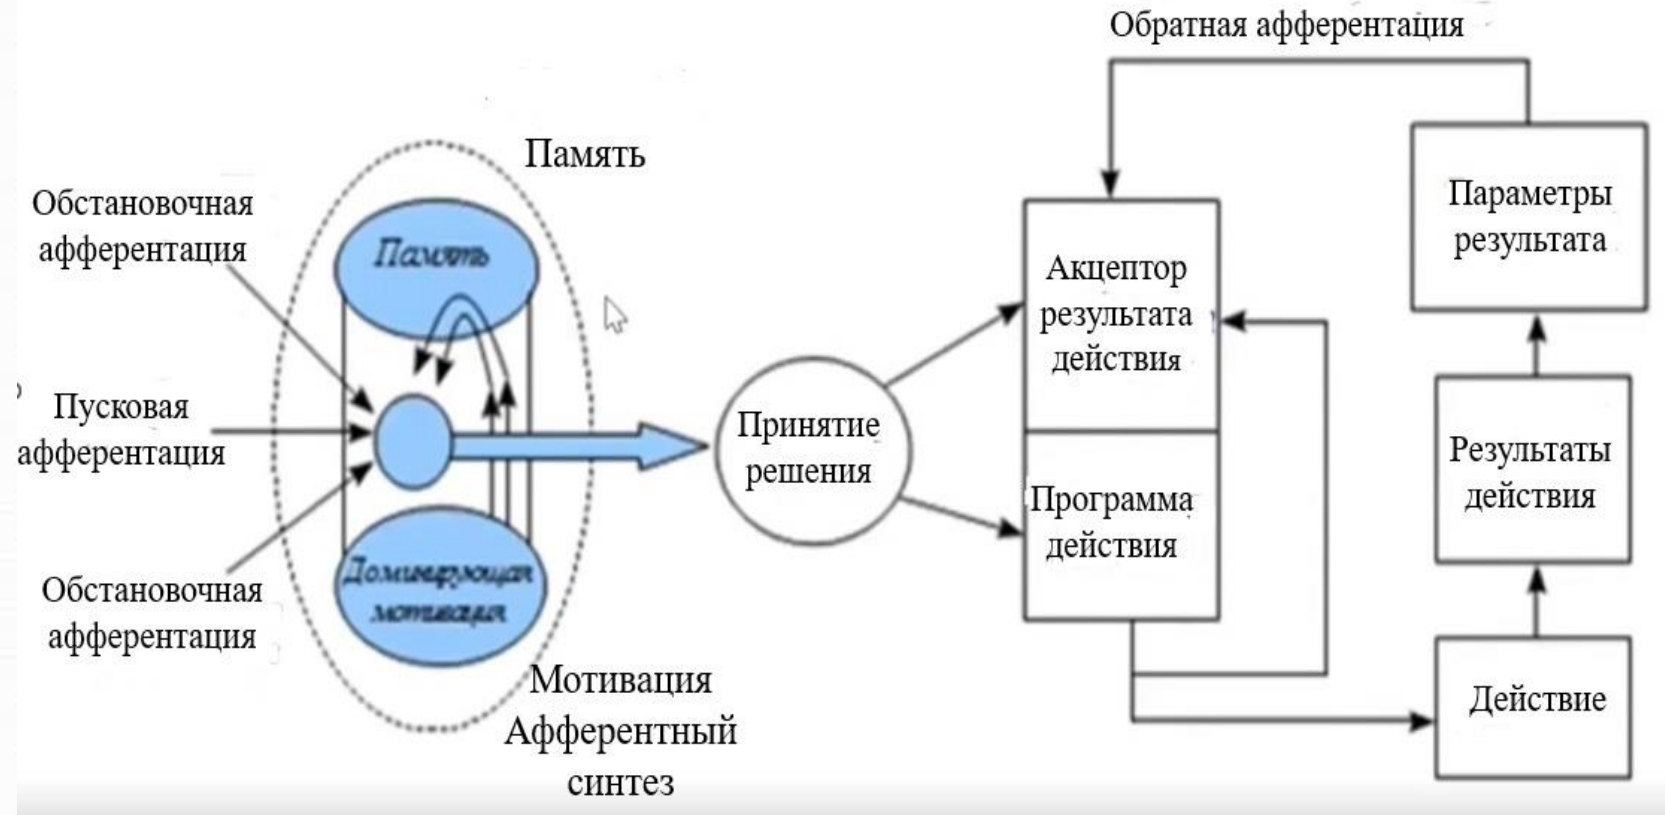 Обратная афферентация
Память
Обстановочная
афферентация
Память
Пусковая
афферентация
Обстановочная
афферентация
Доминирующая
мотивация
Мотивация
Афферентный
синтез
Принятие
решения
Акцептор
результата
действия
Программа
действия
Параметры
результата
Результаты
действия
Действие